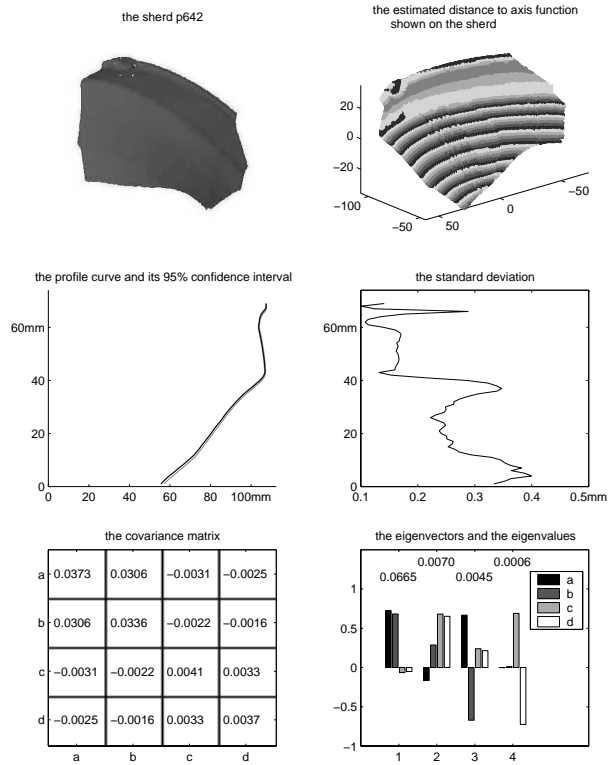 the sherd p642
the estimated distance to axis function
shown on the sherd
20
0
−20
−100
−50
50
0
−50
the profile curve and its 95% confidence interval
60mm
40
20
0
0 20 40 60 80 100mm
the standard deviation
60mm
40
20
0
0.1 0.2 0.3 0.4 0.5mm
the covariance matrix
a 0.0373 0.0306 −0.0031 −0.0025
b 0.0306 0.0336 −0.0022 −0.0016
c −0.0031 −0.0022 0.0041 0.0033
d −0.0025 −0.0016 0.0033 0.0037
a b c d
the eigenvectors and the eigenvalues
0.0070 0.0006
0.0665 0.0045
a
b
c
d
1
0.5
0
−0.5
−1
1 2 3 4